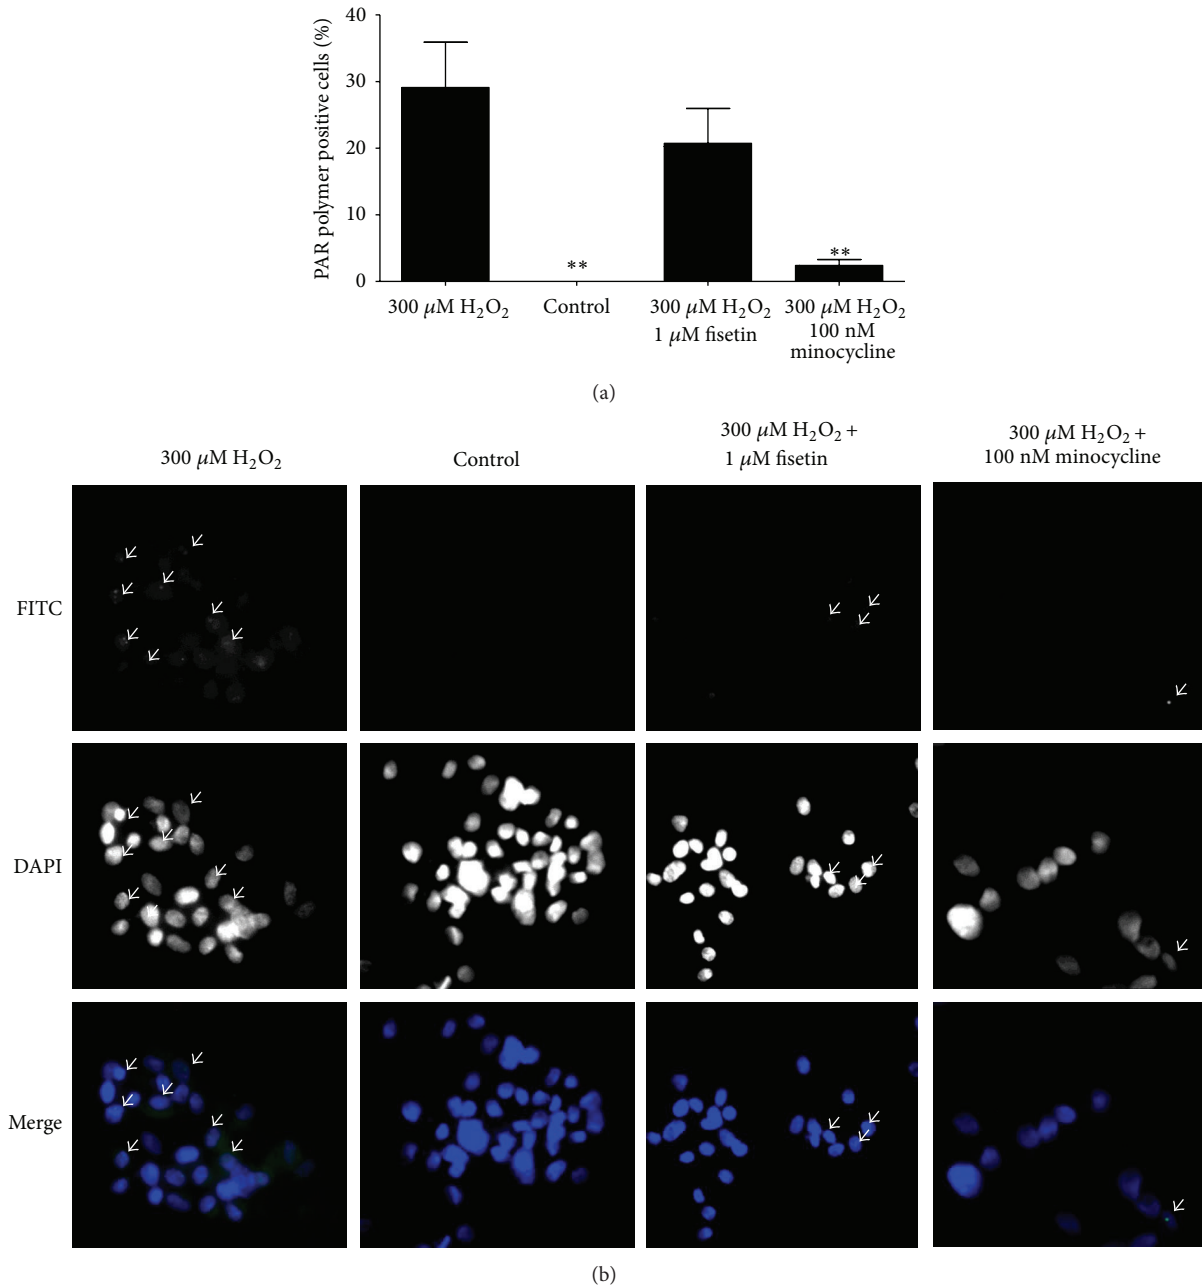 40
30
20
10
0
PAR polymer positive cells (%)
**
**
300 μM H₂O₂
Control
300 μM H₂O₂
1 μM fisetin
300 μM H₂O₂
100 nM
minocycline
(a)
300 μM H₂O₂
Control
300 μM H₂O₂ +
1 μM fisetin
300 μM H₂O₂ +
100 nM minocycline
FITC
DAPI
Merge
(b)